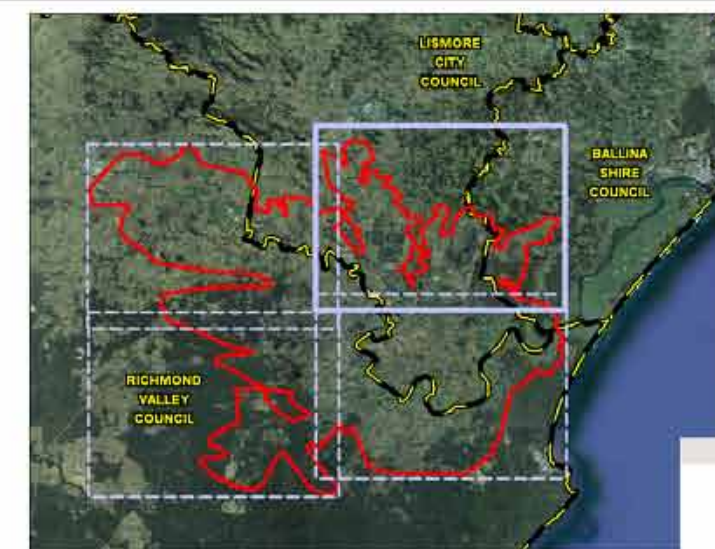 LISMORE
CITY
COUNCIL
BALLINA
SHIRE
COUNCIL
RICHMOND
VALLEY
COUNCIL